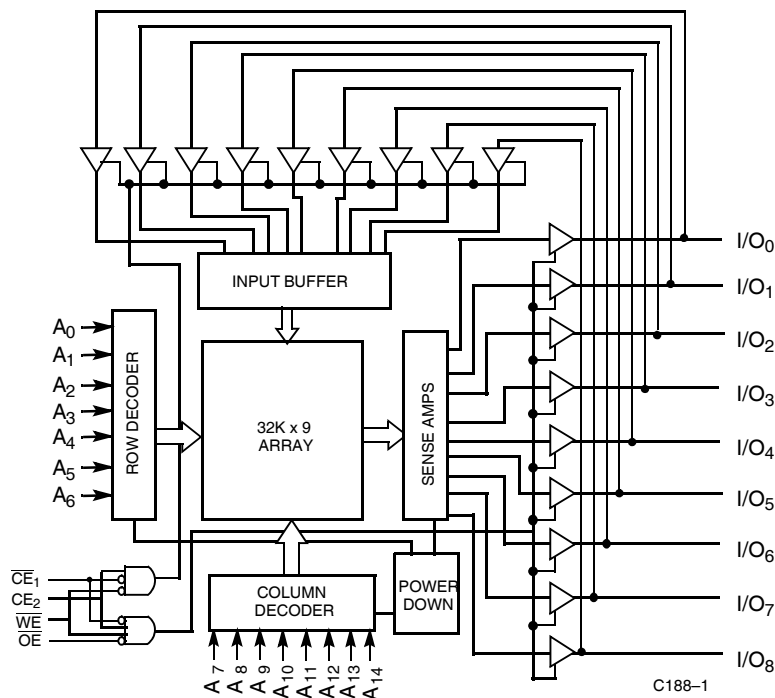 INPUT BUFFER
A0
A1
A2
A3
A4
A5
A6
ROW DECODER
32K x 9
ARRAY
SENSE AMPS
I/O0
I/O1
I/O2
I/O3
I/O4
I/O5
I/O6
I/O7
I/O8
CE1
CE2
WE
OE
COLUMN
DECODER
POWER
DOWN
A7
A8
A9
A10
A11
A12
A13
A14
C188–1